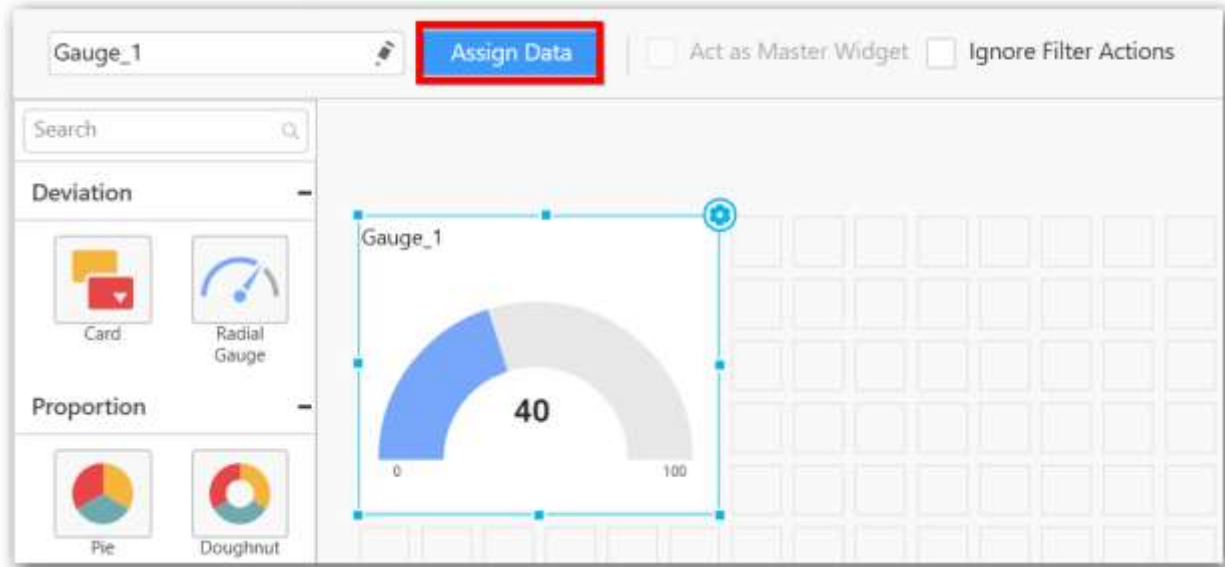 Gauge_1
Assign Data
Act as Master Widget
Ignore Filter Actions
Search
Deviation
Card
Radial
Gauge
Proportion
Pie
Doughnut
Gauge_1
40
0
100